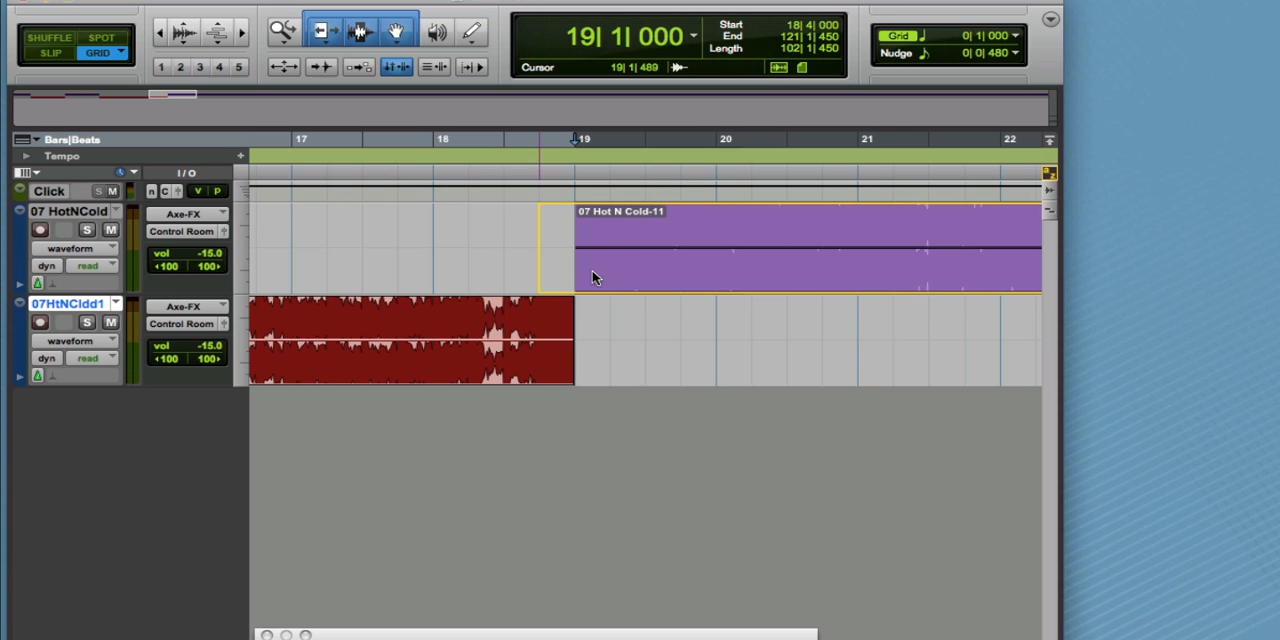 SHUFFLE SPOT
SLIP GRID
1 2 3 4 5
19| 1| 000
Start 18| 4| 000
End 121| 1| 450
Length 102| 1| 450
Cursor 19| 1| 489
Grid 0| 1| 000
Nudge 0| 0| 480
Bars|Beats 17 18 19 20 21 22
Tempo
I/O
Click S M n C V P
07 HotNCold Axe-FX 07 Hot N Cold-11
S M Control Room
waveform
vol -15.0
dyn read 100 100
07HtNCldd1 Axe-FX
S M Control Room
waveform
vol -15.0
dyn read 100 100